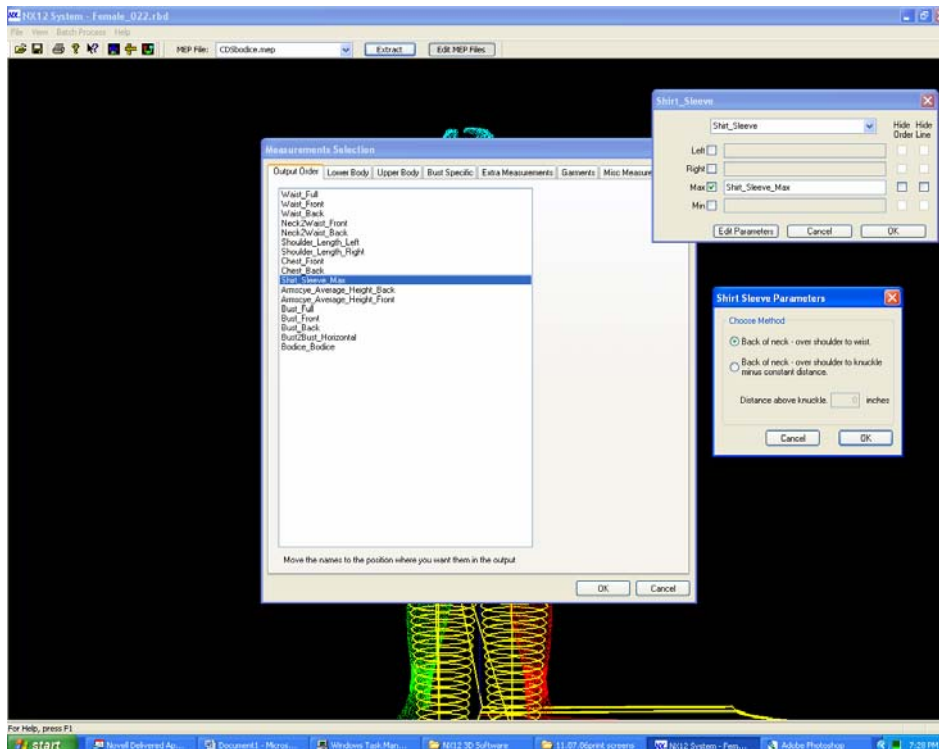 NX12 System - Female_022.rbd
File View Batch Process Help
MEP File: CDSbodice.mep Extract Edit MEP Files
Shirt_Sleeve
Shirt_Sleeve
Hide Hide
Order Line
Left
Right
Max Shirt_Sleeve_Max
Min
Edit Parameters Cancel OK
Measurements Selection
Output Order Lower Body Upper Body Bust Specific Extra Measurements Garments Misc Measure
Waist_Full
Waist_Front
Waist_Back
Neck2Waist_Front
Neck2Waist_Back
Shoulder_Length_Left
Shoulder_Length_Right
Chest_Front
Chest_Back
Shirt_Sleeve_Max
Armscye_Average_Height_Back
Armscye_Average_Height_Front
Bust_Full
Bust_Front
Bust_Back
Bust2Bust_Horizontal
Bodice_Bodice
Move the names to the position where you want them in the output
OK Cancel
Shirt Sleeve Parameters
Choose Method
Back of neck - over shoulder to wrist.
Back of neck - over shoulder to knuckle
minus constant distance.
Distance above knuckle. 0 inches
Cancel OK
For Help, press F1
start Novell Delivered Ap... Document1 - Micros... Windows Task Man... NX12 3D Software 11.07.06print screens NX12 System - Fem... Adobe Photoshop 7:28 PM